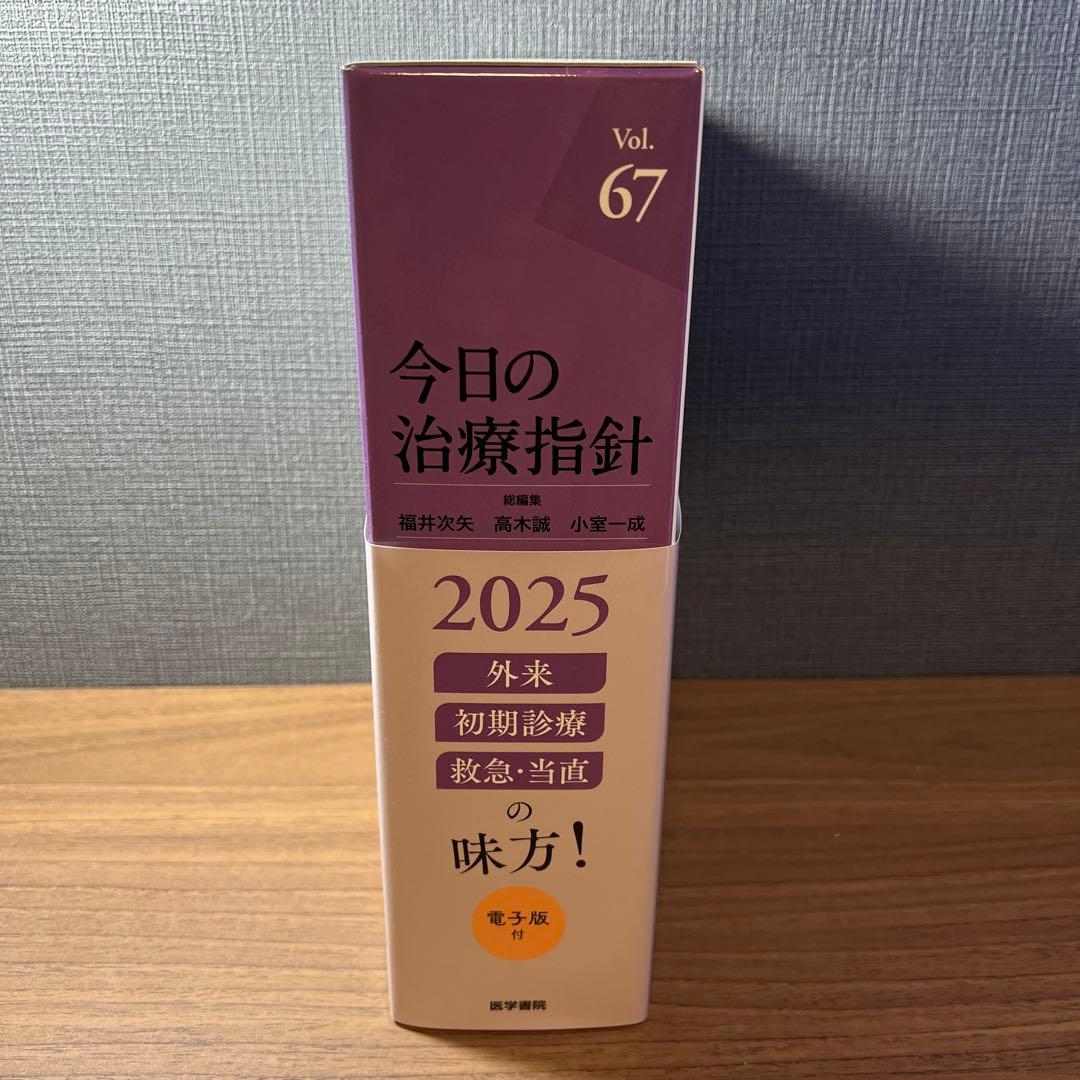 Vol.
67
今日の
治療指針
総編集
福井次矢 高木誠 小室一成
2025
外来
初期診療
救急・当直
の
味方!
電子版
付
医学書院